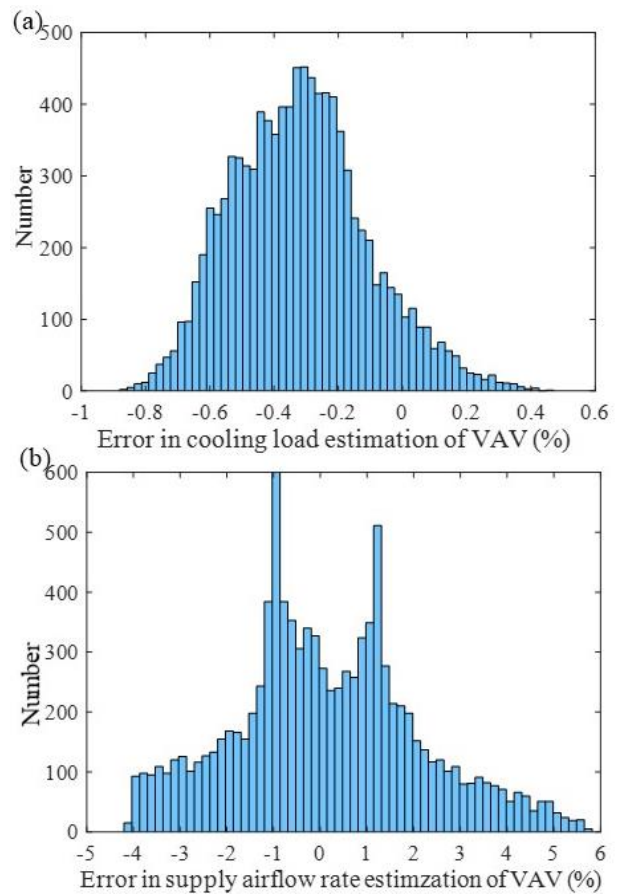 (a)
500
400
300
200
100
0
Number
-1 -0.8 -0.6 -0.4 -0.2 0 0.2 0.4 0.6
Error in cooling load estimation of VAV (%)
(b)
600
500
400
300
200
100
0
Number
-5 -4 -3 -2 -1 0 1 2 3 4 5 6
Error in supply airflow rate estimzation of VAV (%)